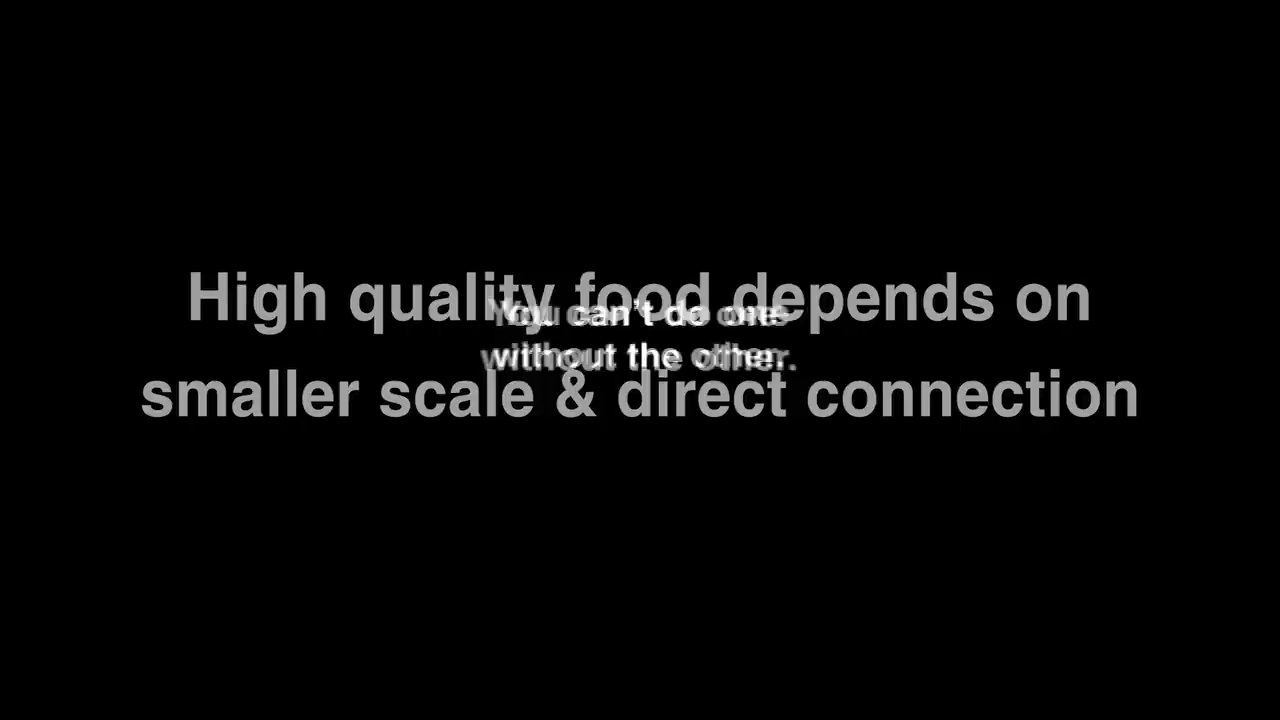 High quality food depends on
You can't do one
without the other.
smaller scale & direct connection